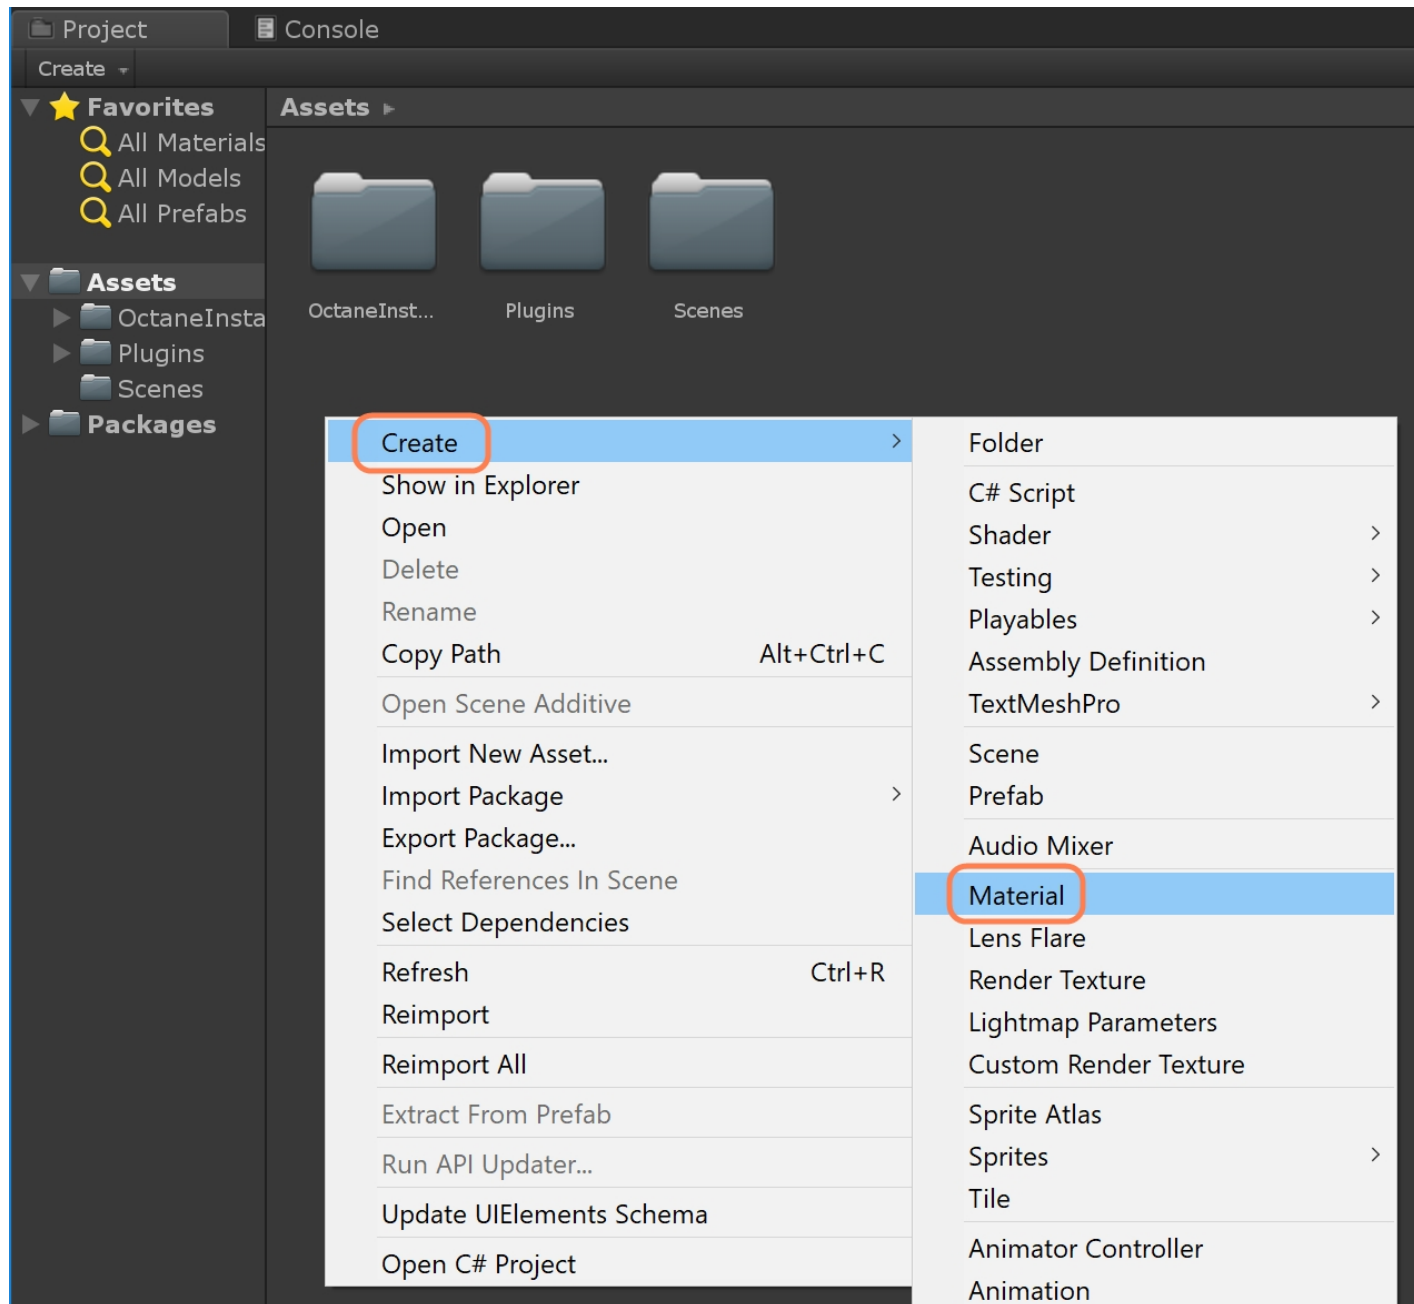 Project
Console
Create
Favorites
All Materials
All Models
All Prefabs
Assets
OctaneInsta
Plugins
Scenes
Packages
Assets
OctaneInst...
Plugins
Scenes
Create
Show in Explorer
Open
Delete
Rename
Copy Path Alt+Ctrl+C
Open Scene Additive
Import New Asset...
Import Package
Export Package...
Find References In Scene
Select Dependencies
Refresh Ctrl+R
Reimport
Reimport All
Extract From Prefab
Run API Updater...
Update UIElements Schema
Open C# Project
Folder
C# Script
Shader
Testing
Playables
Assembly Definition
TextMeshPro
Scene
Prefab
Audio Mixer
Material
Lens Flare
Render Texture
Lightmap Parameters
Custom Render Texture
Sprite Atlas
Sprites
Tile
Animator Controller
Animation